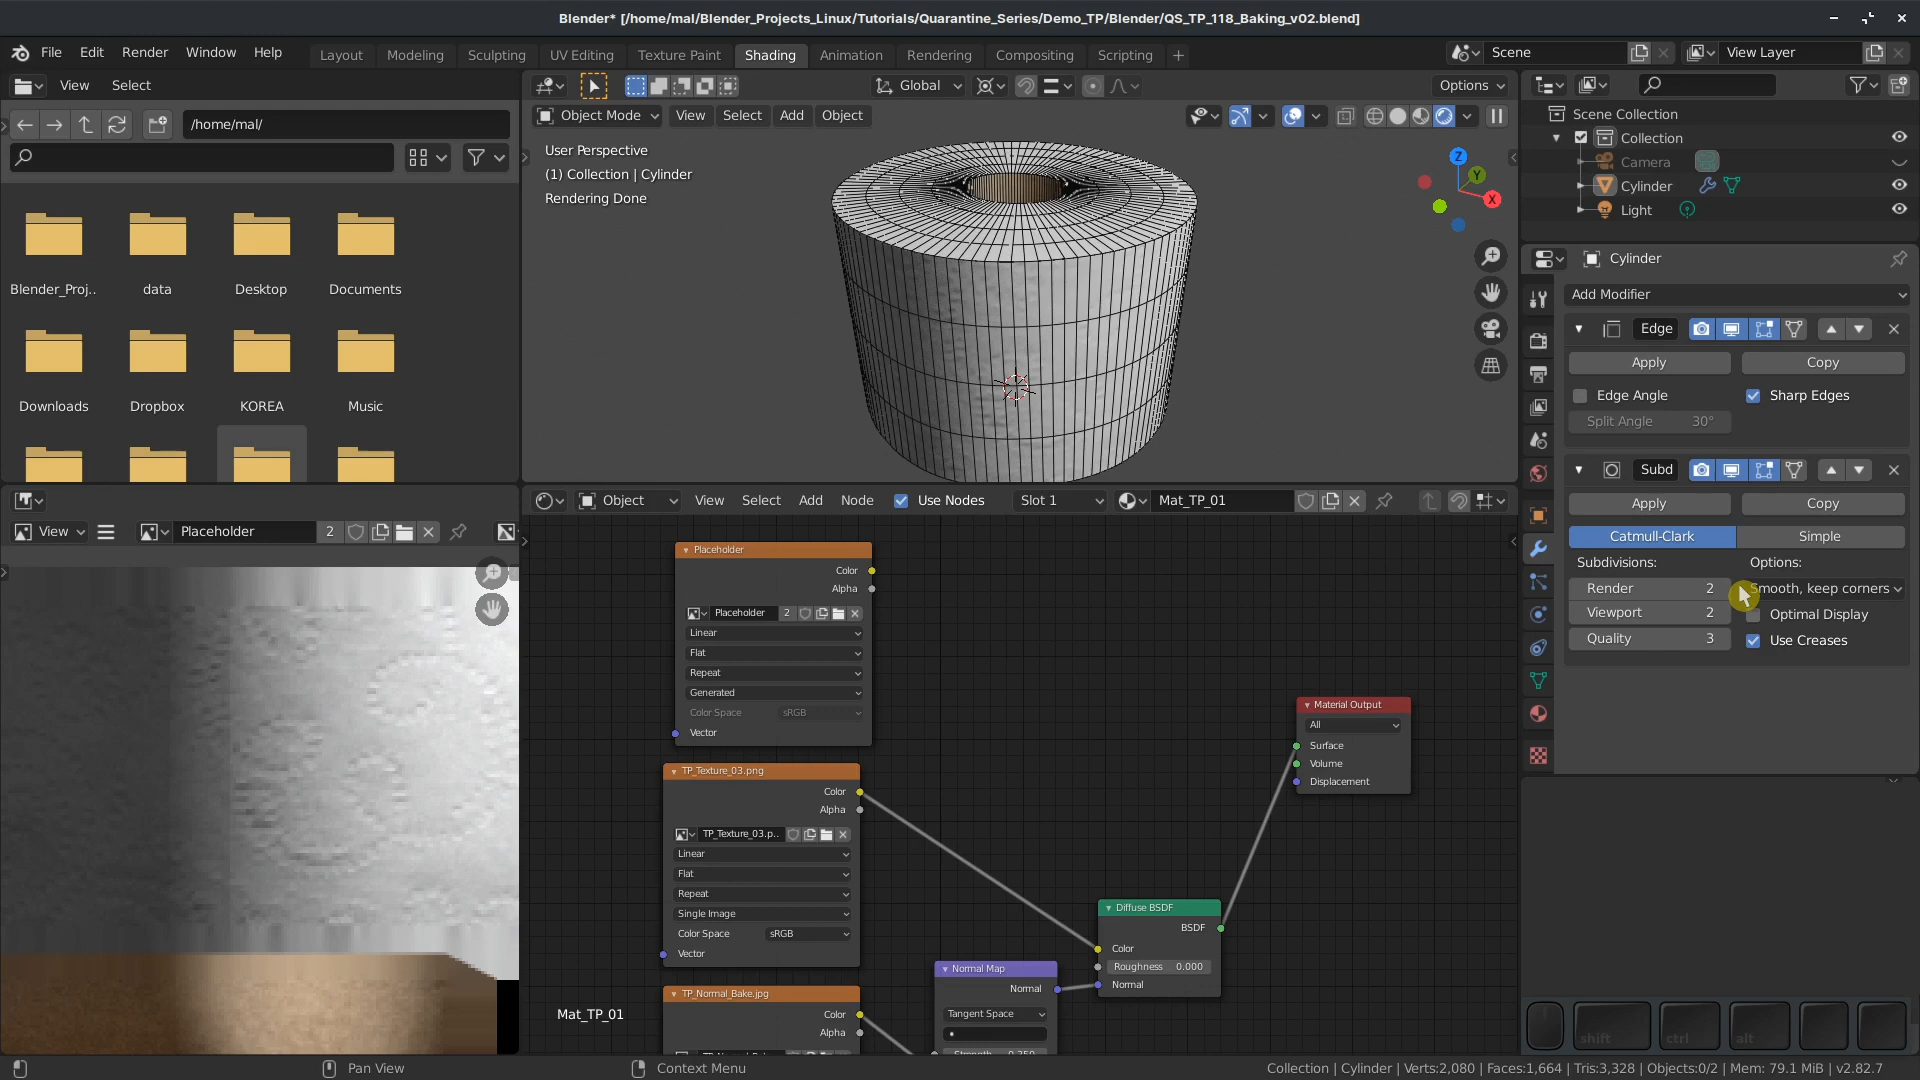 Blender* [/home/mal/Blender_Projects_Linux/Tutorials/Quarantine_Series/Demo_TP/Blender/QS_TP_118_Baking_v02.blend]
File Edit Render Window Help Layout Modeling Sculpting UV Editing Texture Paint Shading Animation Rendering Compositing Scripting Scene View Layer
View Select Global Options
/home/mal/
Object Mode View Select Add Object
User Perspective
(1) Collection | Cylinder
Rendering Done
Z
Y
X
Blender_Proj.. data Desktop Documents
Downloads Dropbox KOREA Music
Scene Collection
Collection
Camera
Cylinder
Light
Cylinder
Add Modifier
Edge
Apply Copy
Edge Angle Sharp Edges
Split Angle 30°
Subd
Apply Copy
Catmull-Clark Simple
Subdivisions: Options:
Render 2 Smooth, keep corners
Viewport 2 Optimal Display
Quality 3 Use Creases
View Placeholder 2
Object View Select Add Node Use Nodes Slot 1 Mat_TP_01
Placeholder
Color
Alpha
Placeholder 2
Linear
Flat
Repeat
Generated
Color Space sRGB
Vector
TP_Texture_03.png
Color
Alpha
TP_Texture_03.p..
Linear
Flat
Repeat
Single Image
Color Space sRGB
Vector
TP_Normal_Bake.jpg
Color
Alpha
Normal Map
Normal
Tangent Space
Strength 0.350
Diffuse BSDF
BSDF
Color
Roughness 0.000
Normal
Material Output
All
Surface
Volume
Displacement
Mat_TP_01
shift ctrl alt
Pan View Context Menu Collection | Cylinder | Verts:2,080 | Faces:1,664 | Tris:3,328 | Objects:0/2 | Mem: 79.1 MiB | v2.82.7